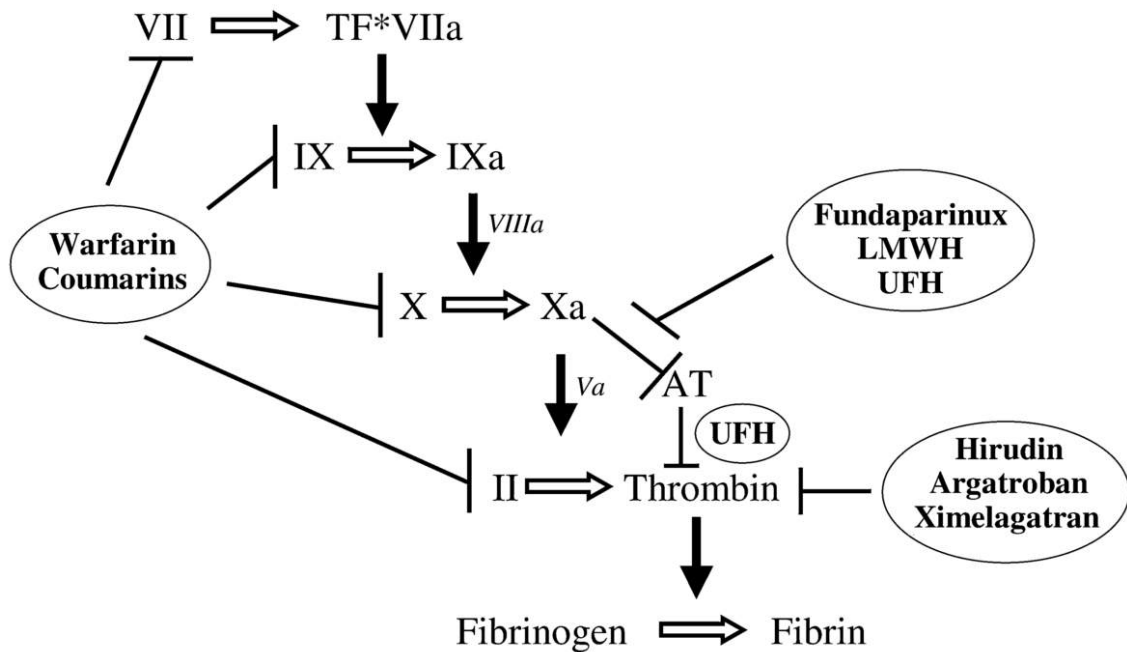 VII TF*VIIa
IX IXa
VIIIa
Warfarin
Coumarins
Fundaparinux
LMWH
UFH
X Xa
Va
AT
UFH
II Thrombin
Hirudin
Argatroban
Ximelagatran
Fibrinogen Fibrin